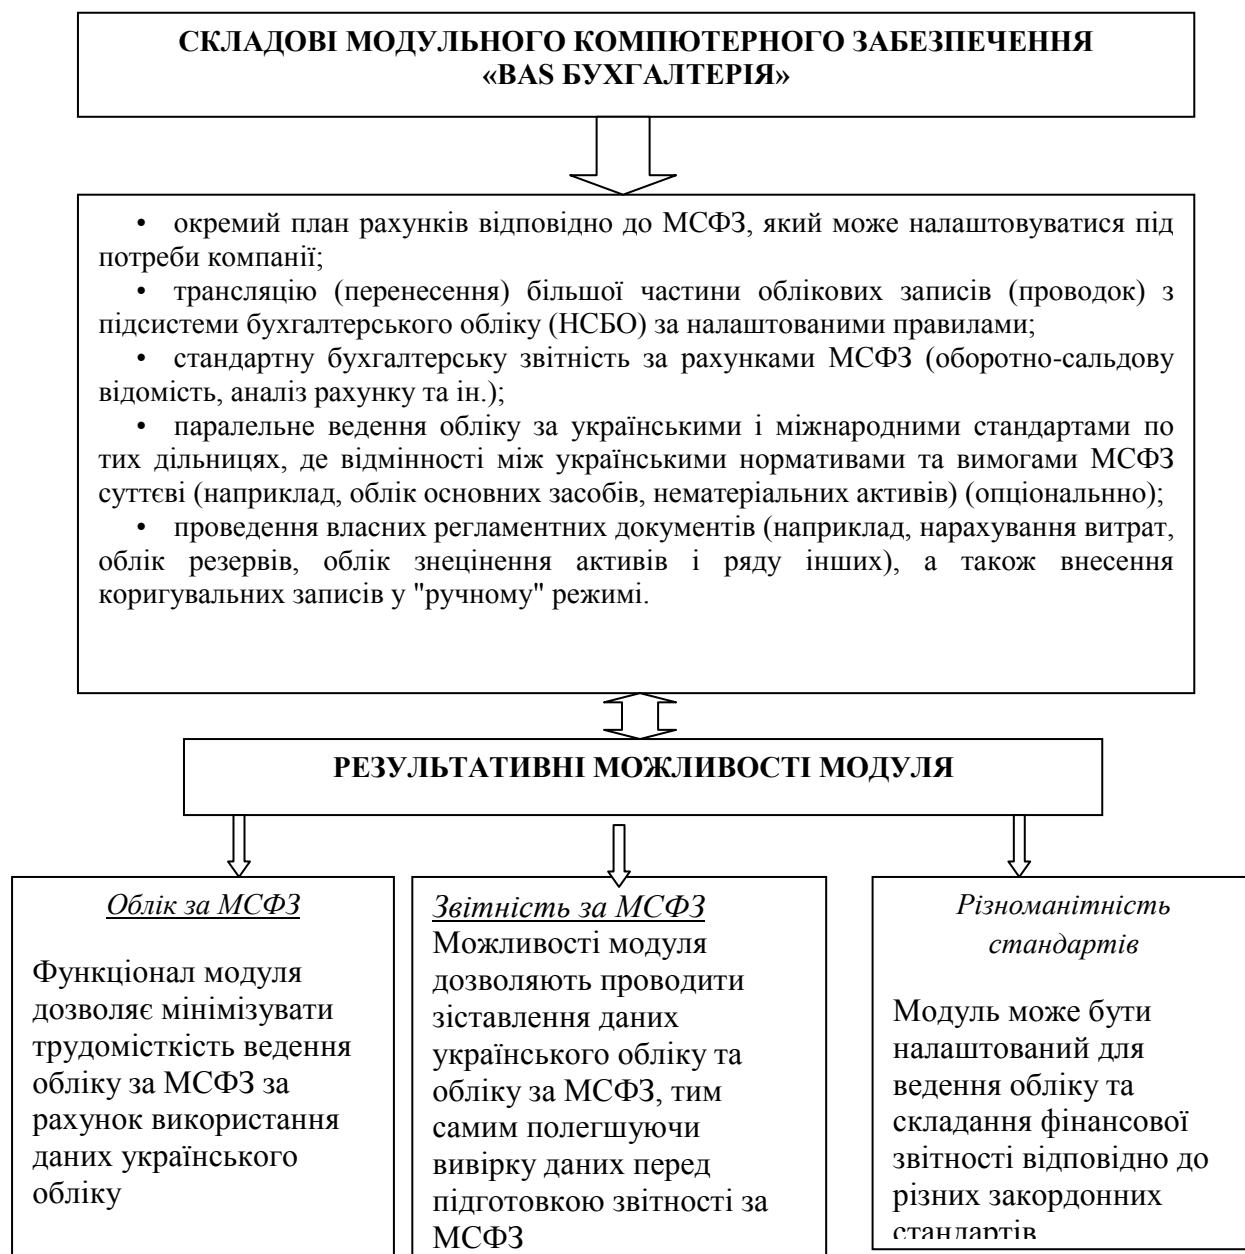 СКЛАДОВІ МОДУЛЬНОГО КОМПЮТЕРНОГО ЗАБЕЗПЕЧЕННЯ
«BAS БУХГАЛТЕРІЯ»
• окремий план рахунків відповідно до МСФЗ, який може налаштовуватися під
потреби компанії;
• трансляцію (перенесення) більшої частини облікових записів (проводок) з
підсистеми бухгалтерського обліку (НСБО) за налаштованими правилами;
• стандартну бухгалтерську звітність за рахунками МСФЗ (оборотно-сальдову
відомість, аналіз рахунку та ін.);
• паралельне ведення обліку за українськими і міжнародними стандартами по
тих дільницях, де відмінності між українськими нормативами та вимогами МСФЗ
суттєві (наприклад, облік основних засобів, нематеріальних активів) (опціональнно);
• проведення власних регламентних документів (наприклад, нарахування витрат,
облік резервів, облік знецінення активів і ряду інших), а також внесення
коригувальних записів у "ручному" режимі.
РЕЗУЛЬТАТИВНІ МОЖЛИВОСТІ МОДУЛЯ
Облік за МСФЗ
Функціонал модуля
дозволяє мінімізувати
трудомісткість ведення
обліку за МСФЗ за
рахунок використання
даних українського
обліку
Звітність за МСФЗ
Можливості модуля
дозволяють проводити
зіставлення даних
українського обліку та
обліку за МСФЗ, тим
самим полегшуючи
вивірку даних перед
підготовкою звітності за
МСФЗ
Різноманітність
стандартів
Модуль може бути
налаштований для
ведення обліку та
складання фінансової
звітності відповідно до
різних закордонних
стандартів